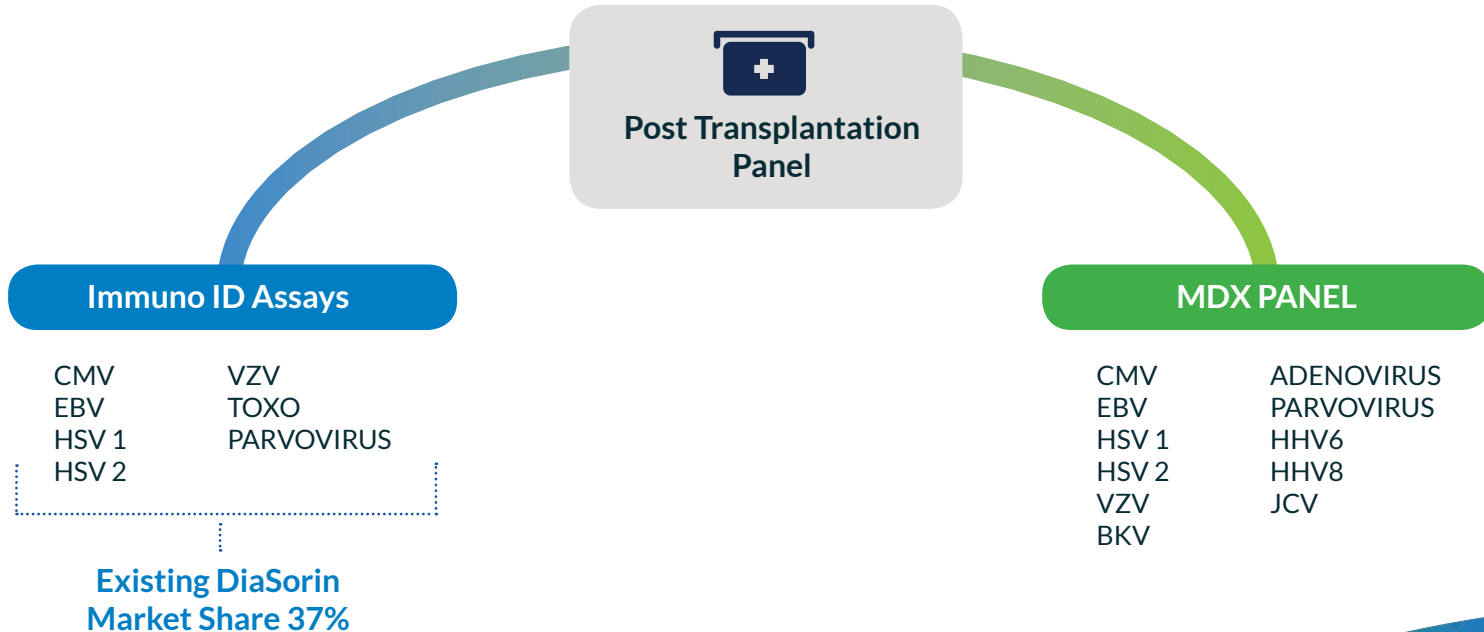 Post Transplantation
Panel
Immuno ID Assays
CMV
EBV
HSV 1
HSV 2
VZV
TOXO
PARVOVIRUS
Existing DiaSorin
Market Share 37%
MDX PANEL
CMV
EBV
HSV 1
HSV 2
VZV
BKV
ADENOVIRUS
PARVOVIRUS
HHV6
HHV8
JCV